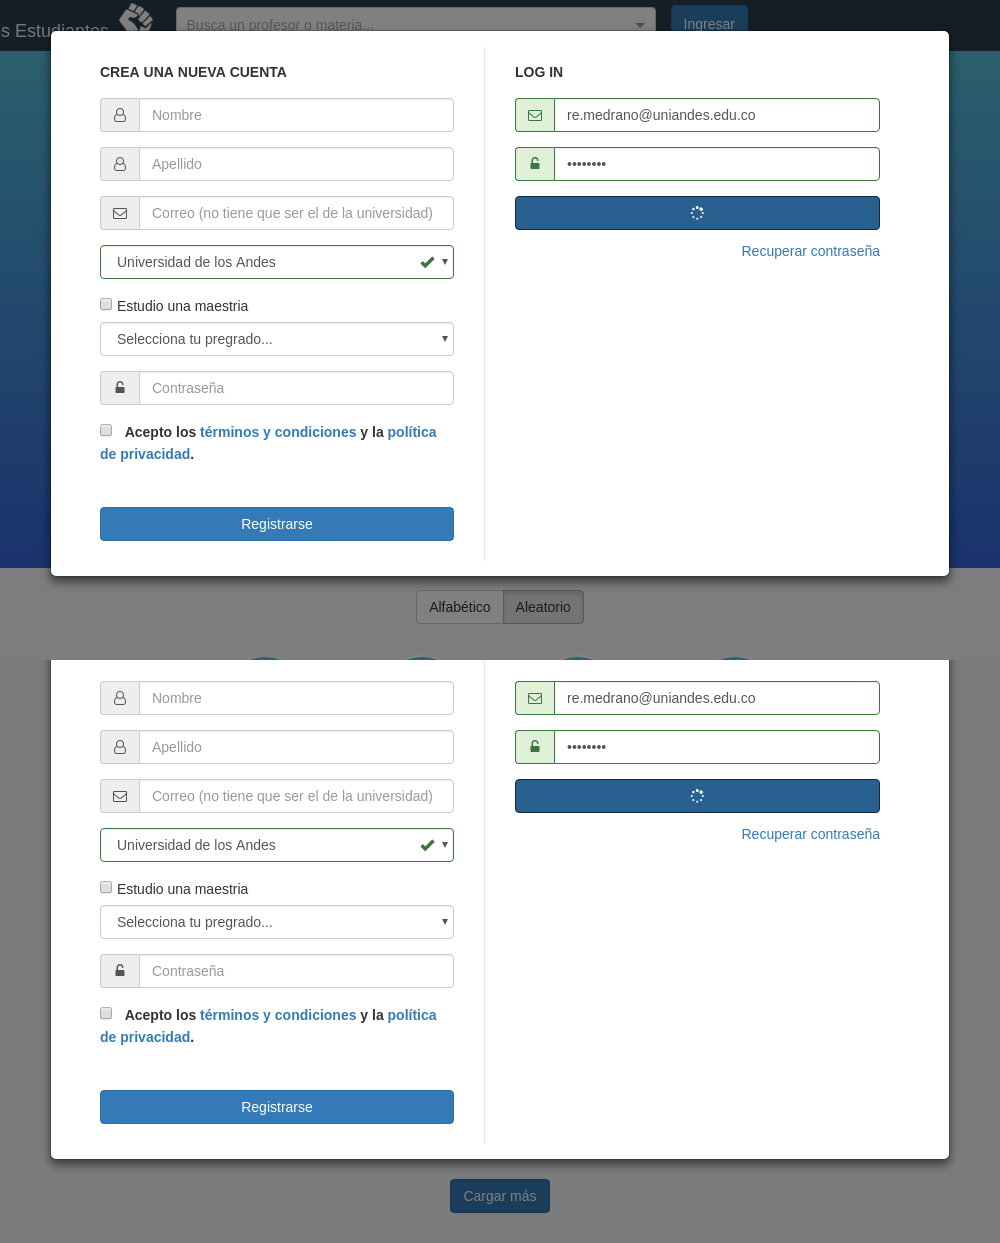 s Estudiantes
Busca un profesor o materia...
Ingresar
CREA UNA NUEVA CUENTA
Nombre
Apellido
Correo (no tiene que ser el de la universidad)
Universidad de los Andes
Estudio una maestria
Selecciona tu pregrado...
Contraseña
Acepto los términos y condiciones y la política
de privacidad.
Registrarse
LOG IN
re.medrano@uniandes.edu.co
••••••••
Recuperar contraseña
Alfabético
Aleatorio
Nombre
Apellido
Correo (no tiene que ser el de la universidad)
Universidad de los Andes
Estudio una maestria
Selecciona tu pregrado...
Contraseña
Acepto los términos y condiciones y la política
de privacidad.
Registrarse
re.medrano@uniandes.edu.co
••••••••
Recuperar contraseña
Cargar más